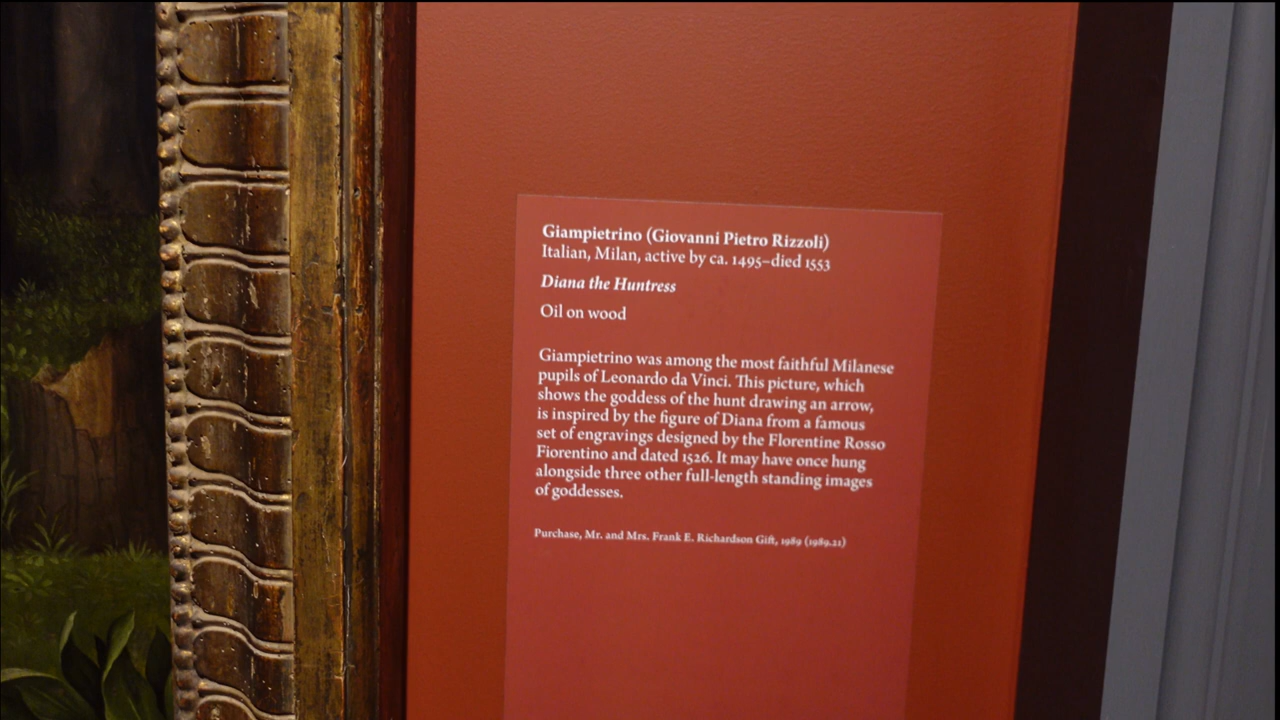 Giampietrino (Giovanni Pietro Rizzoli)
Italian, Milan, active by ca. 1495–died 1553
Diana the Huntress
Oil on wood
Giampietrino was among the most faithful Milanese
pupils of Leonardo da Vinci. This picture, which
shows the goddess of the hunt drawing an arrow,
is inspired by the figure of Diana from a famous
set of engravings designed by the Florentine Rosso
Fiorentino and dated 1526. It may have once hung
alongside three other full-length standing images
of goddesses.
Purchase, Mr. and Mrs. Frank E. Richardson Gift, 1989 (1989.21)